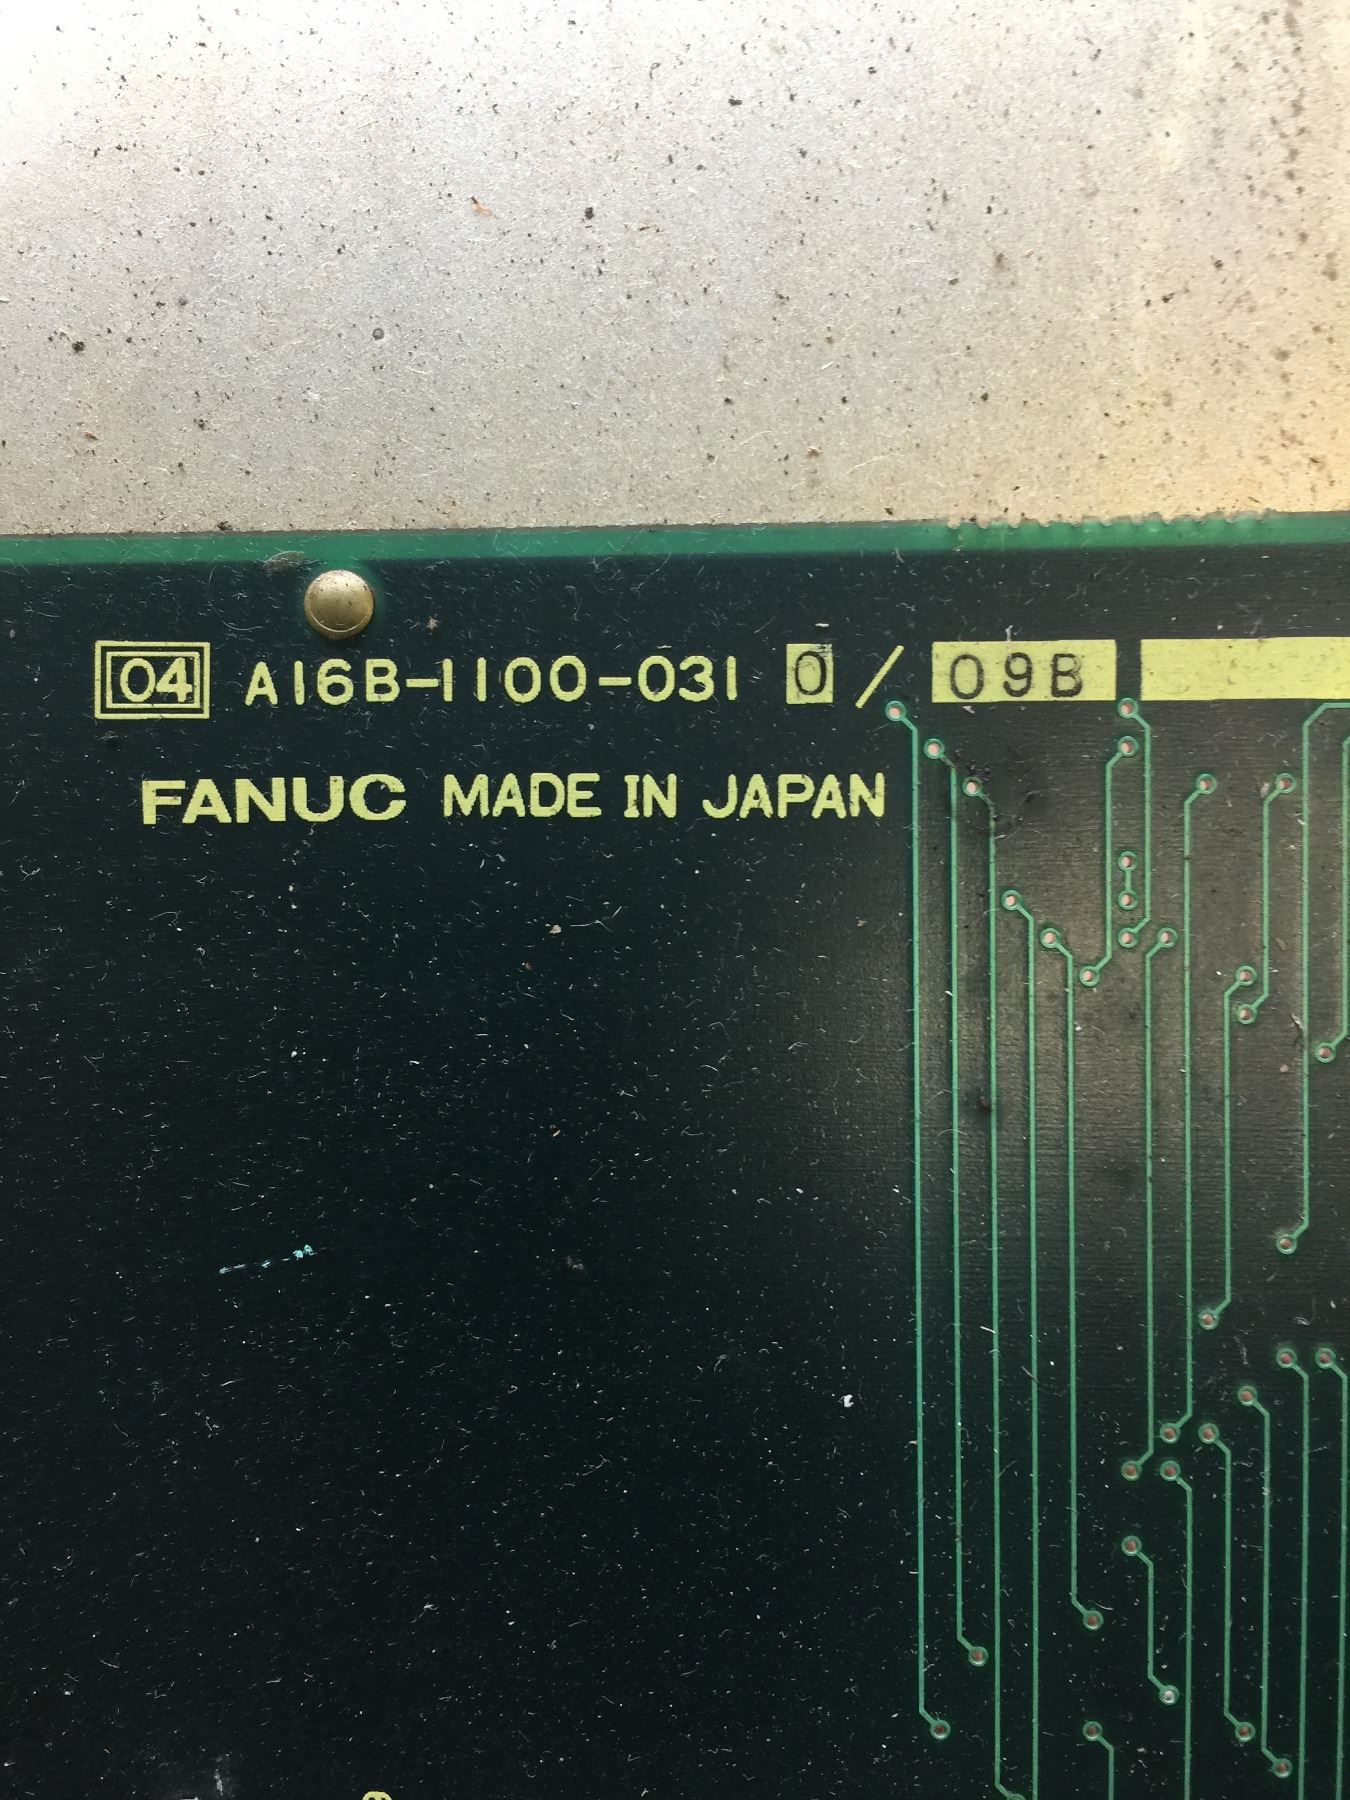 04 A16B-1100-031 0 / 09B
FANUC MADE IN JAPAN